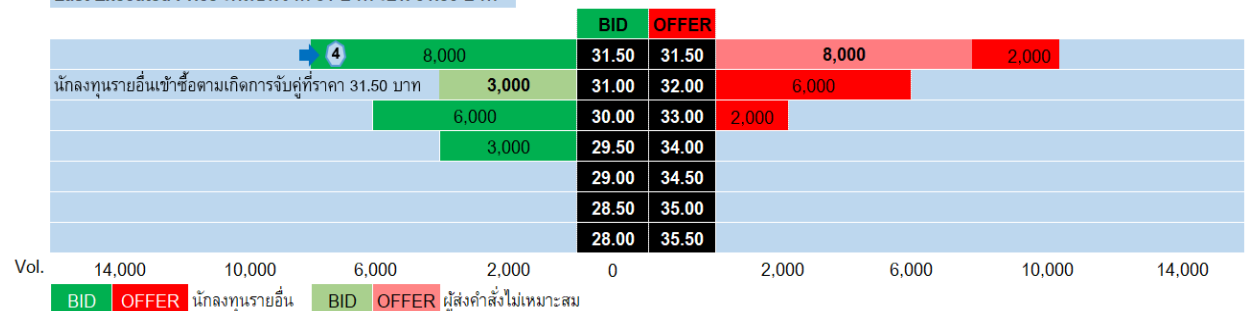 BID OFFER
4 8,000 31.50 31.50 8,000 2,000
นักลงทุนรายอื่นเข้าซื้อตามเกิดการจับคู่ที่ราคา 31.50 บาท 3,000 31.00 32.00 6,000
6,000 30.00 33.00 2,000
3,000 29.50 34.00
29.00 34.50
28.50 35.00
28.00 35.50
Vol. 14,000 10,000 6,000 2,000 0 2,000 6,000 10,000 14,000
BID OFFER นักลงทุนรายอื่น BID OFFER ผู้ส่งคำสั่งไม่เหมาะสม